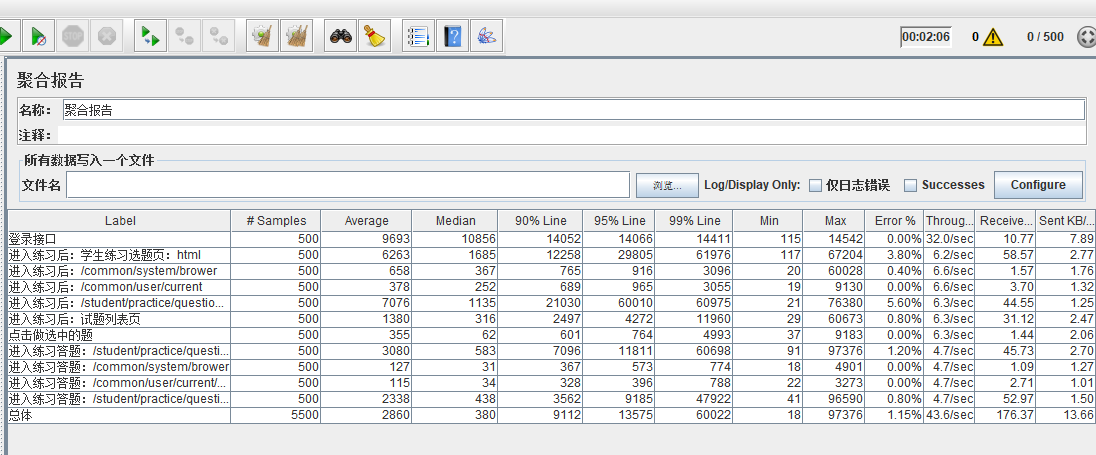 STOP
00:02:06 0 0 / 500
聚合报告
名称： 聚合报告
注释：
所有数据写入一个文件
文件名 浏览... Log/Display Only: 仅日志错误 Successes Configure
Label # Samples Average Median 90% Line 95% Line 99% Line Min Max Error % Throug... Receive... Sent KB/...
登录接口 500 9693 10856 14052 14066 14411 115 14542 0.00% 32.0/sec 10.77 7.89
进入练习后：学生练习选题页：html 500 6263 1685 12258 29805 61976 117 67204 3.80% 6.2/sec 58.57 2.77
进入练习后：/common/system/brower 500 658 367 765 916 3096 20 60028 0.40% 6.6/sec 1.57 1.76
进入练习后：/common/user/current 500 378 252 689 965 3055 19 9130 0.00% 6.6/sec 3.70 1.32
进入练习后：/student/practice/questio... 500 7076 1135 21030 60010 60975 21 76380 5.60% 6.3/sec 44.55 1.25
进入练习后：试题列表页 500 1380 316 2497 4272 11960 29 60673 0.80% 6.3/sec 31.12 2.47
点击做选中的题 500 355 62 601 764 4993 37 9183 0.00% 6.3/sec 1.44 2.06
进入练习答题：/student/practice/questi... 500 3080 583 7096 11811 60698 91 97376 1.20% 4.7/sec 45.73 2.70
进入练习答题：/common/system/brower 500 127 31 367 573 774 18 4901 0.00% 4.7/sec 1.09 1.27
进入练习答题：/common/user/current/... 500 115 34 328 396 788 22 3273 0.00% 4.7/sec 2.71 1.01
进入练习答题：/student/practice/questi... 500 2338 438 3562 9185 47922 41 96590 0.80% 4.7/sec 52.97 1.50
总体 5500 2860 380 9112 13575 60022 18 97376 1.15% 43.6/sec 176.37 13.66